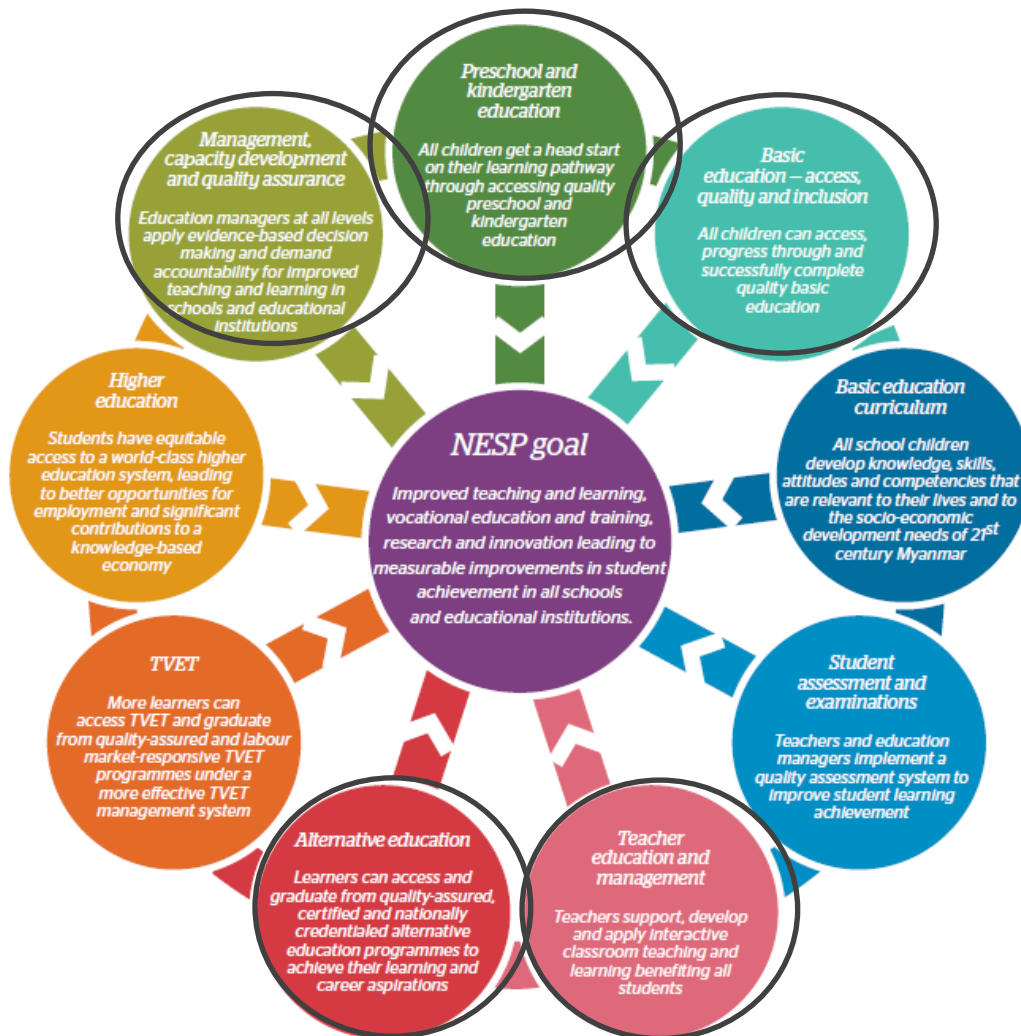 Preschool and
kindergarten
education
All children get a head start
on their learning pathway
through accessing quality
preschool and
kindergarten
education
Basic
education – access,
quality and inclusion
All children can access,
progress through and
successfully complete
quality basic
education
Basic education
curriculum
All school children
develop knowledge, skills,
attitudes and competencies that
are relevant to their lives and to
the socio-economic
development needs of 21st
century Myanmar
Student
assessment and
examinations
Teachers and education
managers implement a
quality assessment system to
improve student learning
achievement
Teacher
education and
management
Teachers support, develop
and apply interactive
classroom teaching and
learning benefiting all
students
Alternative education
Learners can access and
graduate from quality-assured,
certified and nationally
credentialed alternative
education programmes to
achieve their learning and
career aspirations
TVET
More learners can
access TVET and graduate
from quality-assured and labour
market-responsive TVET
programmes under a
more effective TVET
management system
Higher
education
Students have equitable
access to a world-class higher
education system, leading
to better opportunities for
employment and significant
contributions to a
knowledge-based
economy
Management,
capacity development
and quality assurance
Education managers at all levels
apply evidence-based decision
making and demand
accountability for improved
teaching and learning in
schools and educational
institutions
NESP goal
Improved teaching and learning,
vocational education and training,
research and innovation leading to
measurable improvements in student
achievement in all schools
and educational institutions.